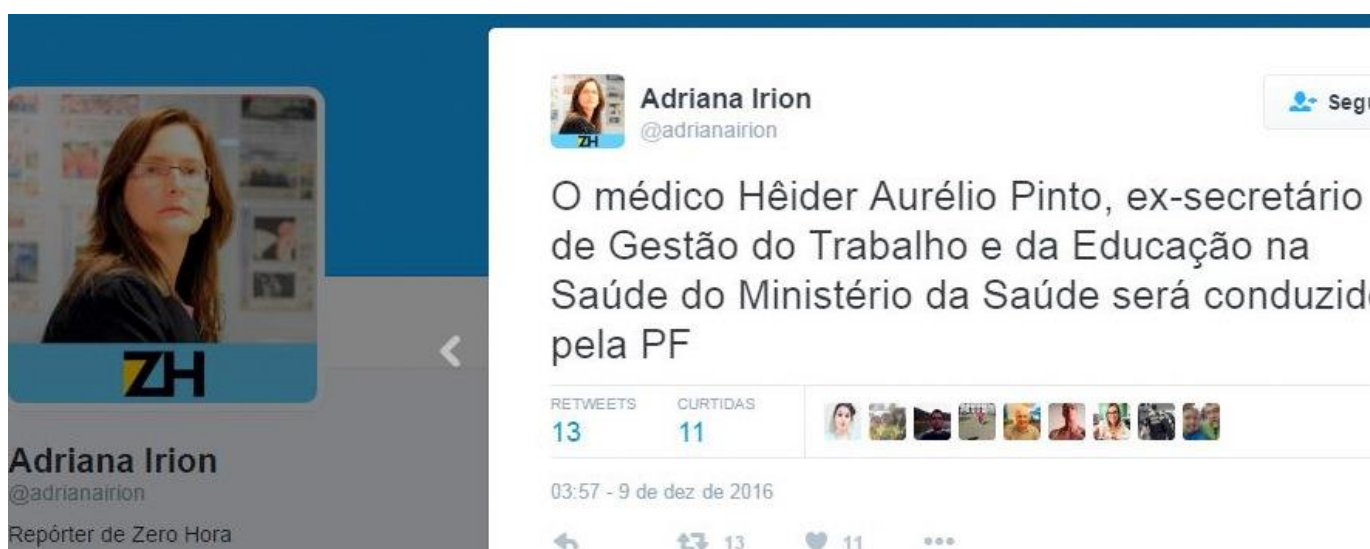 ZH
Adriana Irion
@adrianairion
Repórter de Zero Hora
ZH
Adriana Irion
@adrianairion
Segu
O médico Hêider Aurélio Pinto, ex-secretário
de Gestão do Trabalho e da Educação na
Saúde do Ministério da Saúde será conduzido
pela PF
RETWEETS CURTIDAS
13 11
03:57 - 9 de dez de 2016
13 11